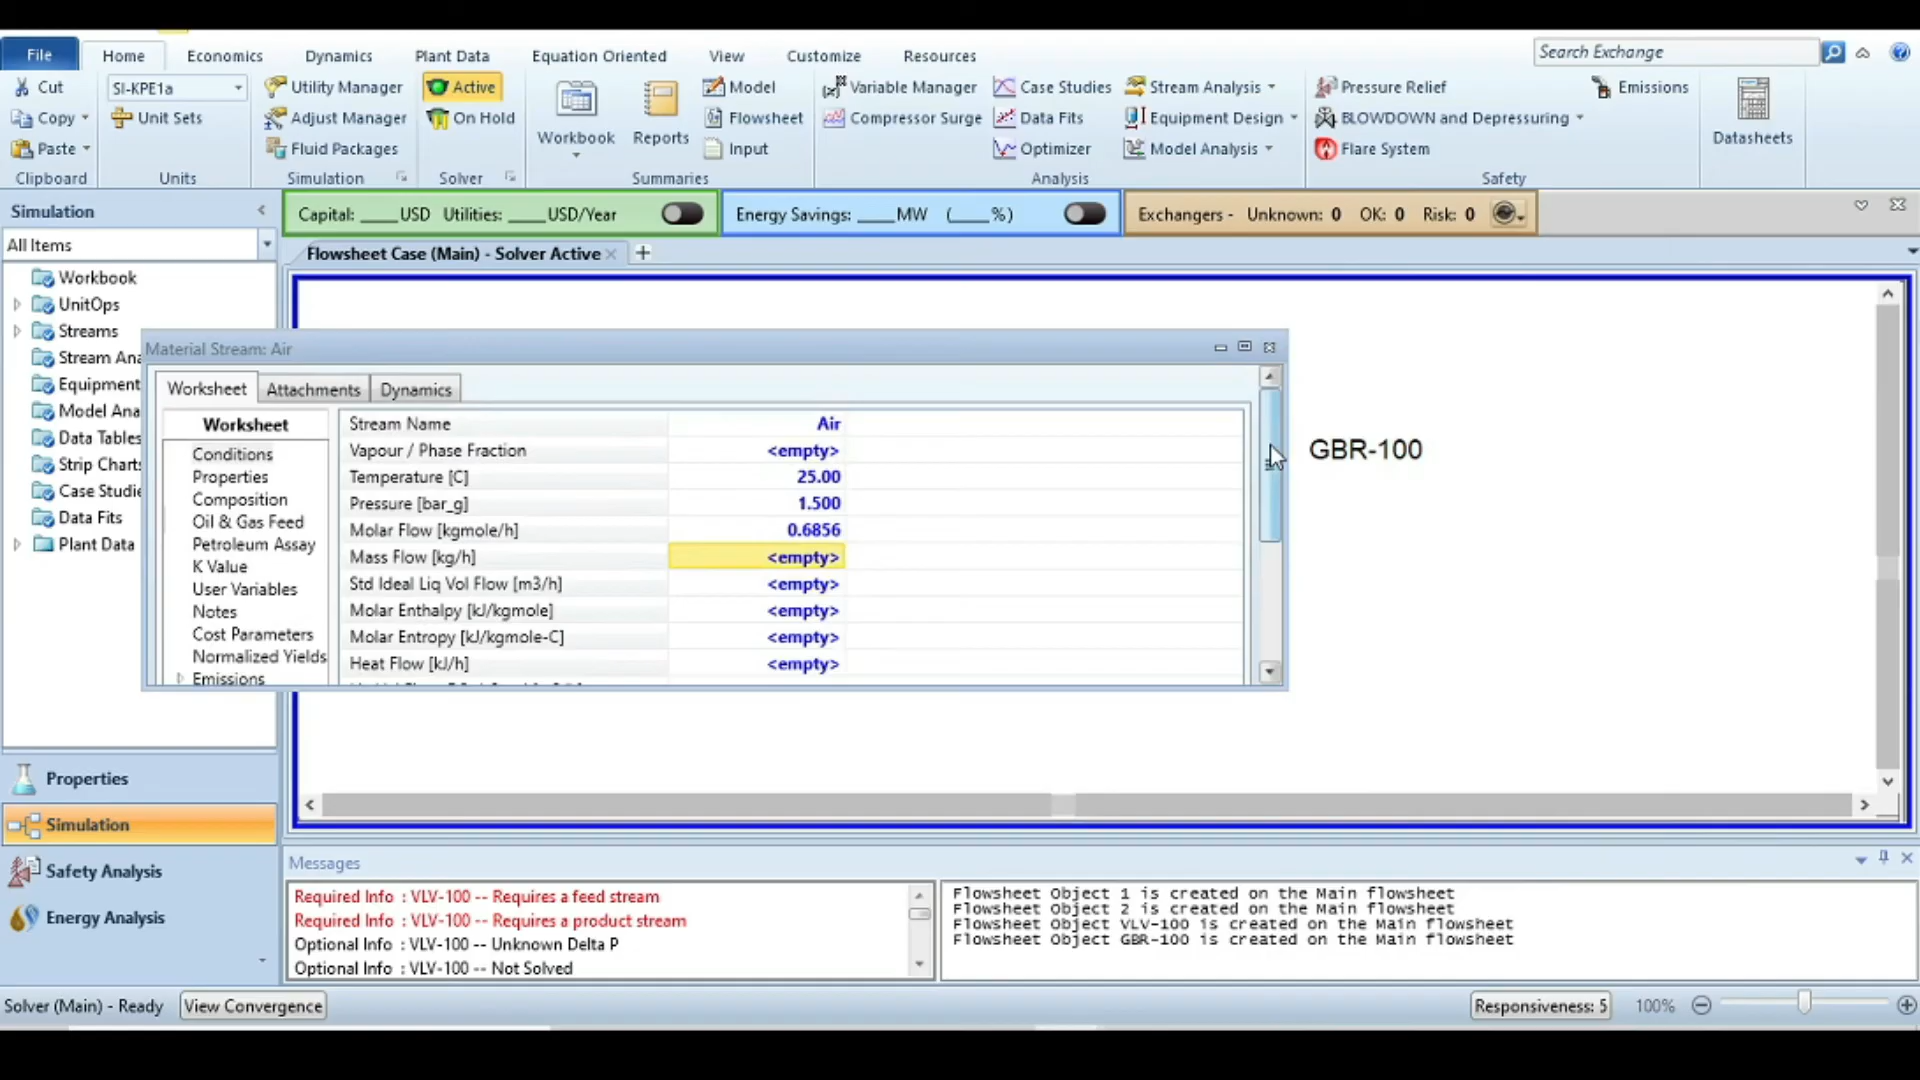 File Home Economics Dynamics Plant Data Equation Oriented View Customize Resources Search Exchange
Cut SI-KPE1a Utility Manager Active Model Variable Manager Case Studies Stream Analysis Pressure Relief Emissions
Copy Unit Sets Adjust Manager On Hold Workbook Reports Flowsheet Compressor Surge Data Fits Equipment Design BLOWDOWN and Depressuring Datasheets
Paste Fluid Packages Input Optimizer Model Analysis Flare System
Clipboard Units Simulation Solver Summaries Analysis Safety
Simulation Capital: ____USD Utilities: ____USD/Year Energy Savings: ____MW (____%) Exchangers - Unknown: 0 OK: 0 Risk: 0
All Items Flowsheet Case (Main) - Solver Active
Workbook
UnitOps
Streams
Stream Ana
Equipment
Model Ana
Data Tables
Strip Charts
Case Studie
Data Fits
Plant Data
Material Stream: Air
Worksheet Attachments Dynamics
Worksheet
Conditions
Properties
Composition
Oil & Gas Feed
Petroleum Assay
K Value
User Variables
Notes
Cost Parameters
Normalized Yields
Emissions
Stream Name Air
Vapour / Phase Fraction <empty>
Temperature [C] 25.00
Pressure [bar_g] 1.500
Molar Flow [kgmole/h] 0.6856
Mass Flow [kg/h] <empty>
Std Ideal Liq Vol Flow [m3/h] <empty>
Molar Enthalpy [kJ/kgmole] <empty>
Molar Entropy [kJ/kgmole-C] <empty>
Heat Flow [kJ/h] <empty>
GBR-100
Properties
Simulation
Safety Analysis
Energy Analysis
Messages
Required Info : VLV-100 -- Requires a feed stream
Required Info : VLV-100 -- Requires a product stream
Optional Info : VLV-100 -- Unknown Delta P
Optional Info : VLV-100 -- Not Solved
Flowsheet Object 1 is created on the Main flowsheet
Flowsheet Object 2 is created on the Main flowsheet
Flowsheet Object VLV-100 is created on the Main flowsheet
Flowsheet Object GBR-100 is created on the Main flowsheet
Solver (Main) - Ready View Convergence Responsiveness: 5 100%